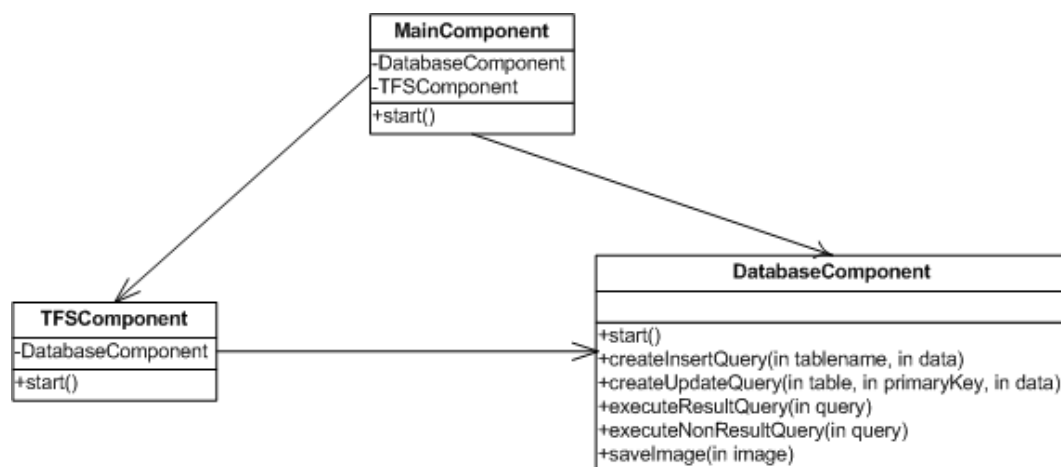 MainComponent
-DatabaseComponent
-TFSComponent
+start()
TFSComponent
-DatabaseComponent
+start()
DatabaseComponent
+start()
+createInsertQuery(in tablename, in data)
+createUpdateQuery(in table, in primaryKey, in data)
+executeResultQuery(in query)
+executeNonResultQuery(in query)
+saveImage(in image)